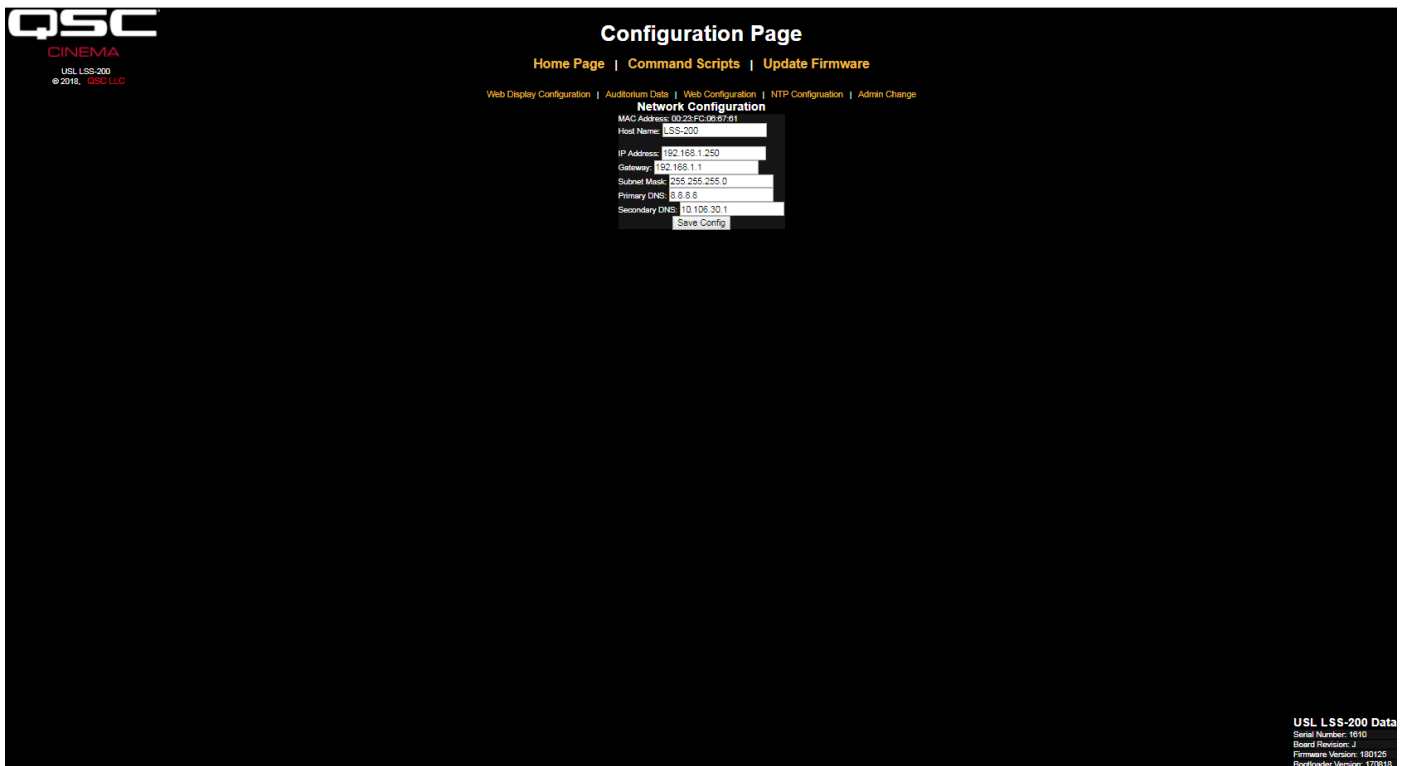 QSC
CINEMA
USL LSS-200
© 2018, QSC LLC
Configuration Page
Home Page | Command Scripts | Update Firmware
Web Display Configuration | Auditorium Data | Web Configuration | NTP Configruation | Admin Change
Network Configuration
MAC Address: 00:23:FC:06:67:61
Host Name: LSS-200
IP Address: 192.168.1.250
Gateway: 192.168.1.1
Subnet Mask: 255.255.255.0
Primary DNS: 8.8.8.8
Secondary DNS: 10.106.30.1
Save Config
USL LSS-200 Data
Serial Number: 1610
Board Revision: J
Firmware Version: 180125
Bootloader Version: 170818